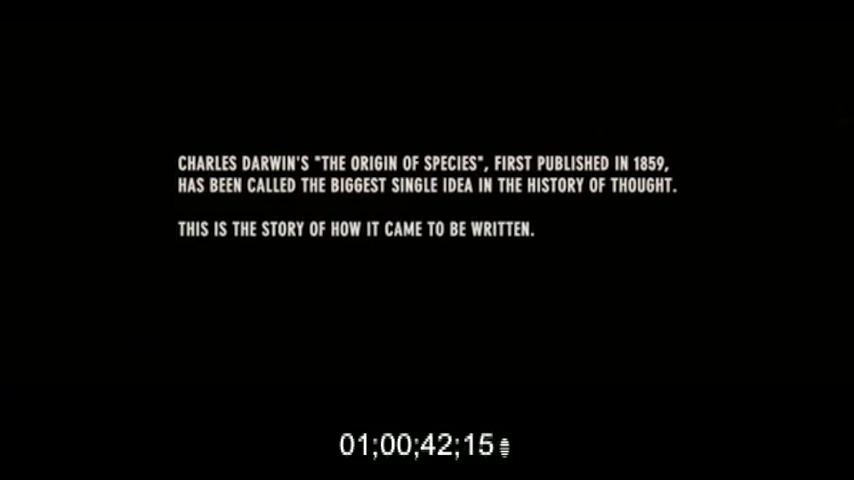 CHARLES DARWIN'S "THE ORIGIN OF SPECIES", FIRST PUBLISHED IN 1859,
HAS BEEN CALLED THE BIGGEST SINGLE IDEA IN THE HISTORY OF THOUGHT.
THIS IS THE STORY OF HOW IT CAME TO BE WRITTEN.
01;00;42;15